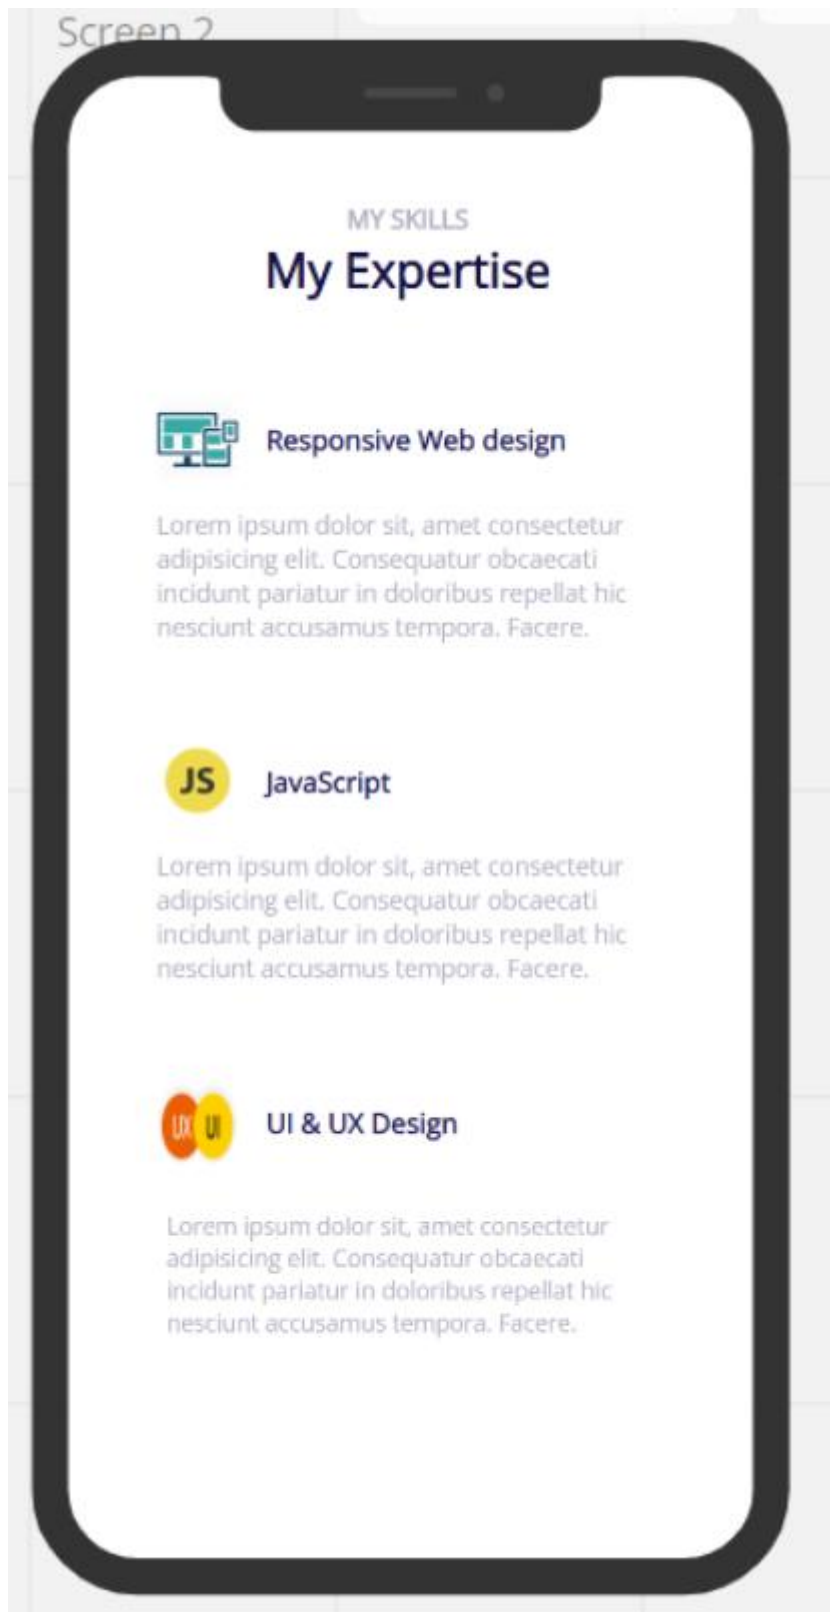 Screen 2
MY SKILLS
My Expertise
Responsive Web design
Lorem ipsum dolor sit, amet consectetur
adipisicing elit. Consequatur obcaecati
incidunt pariatur in doloribus repellat hic
nesciunt accusamus tempora. Facere.
JS JavaScript
Lorem ipsum dolor sit, amet consectetur
adipisicing elit. Consequatur obcaecati
incidunt pariatur in doloribus repellat hic
nesciunt accusamus tempora. Facere.
UX UI UI & UX Design
Lorem ipsum dolor sit, amet consectetur
adipisicing elit. Consequatur obcaecati
incidunt pariatur in doloribus repellat hic
nesciunt accusamus tempora. Facere.